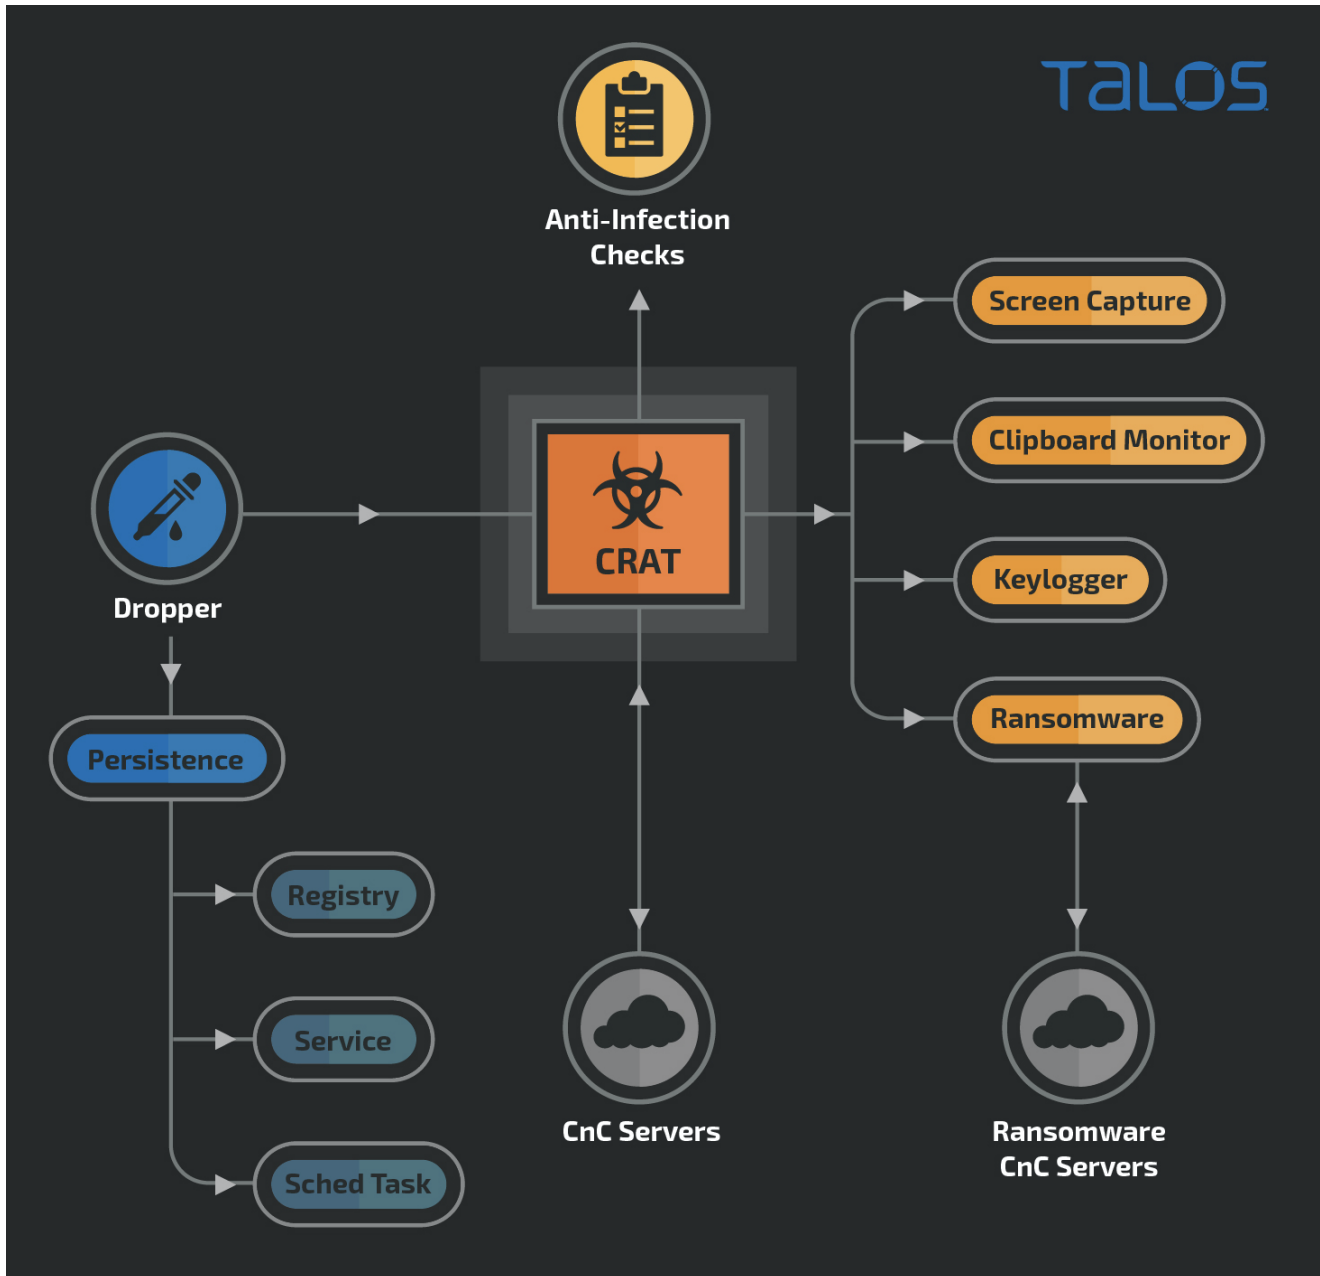 TALOS
Anti-Infection
Checks
Screen Capture
Clipboard Monitor
CRAT
Keylogger
Dropper
Ransomware
Persistence
Registry
Service
Sched Task
CnC Servers
Ransomware
CnC Servers